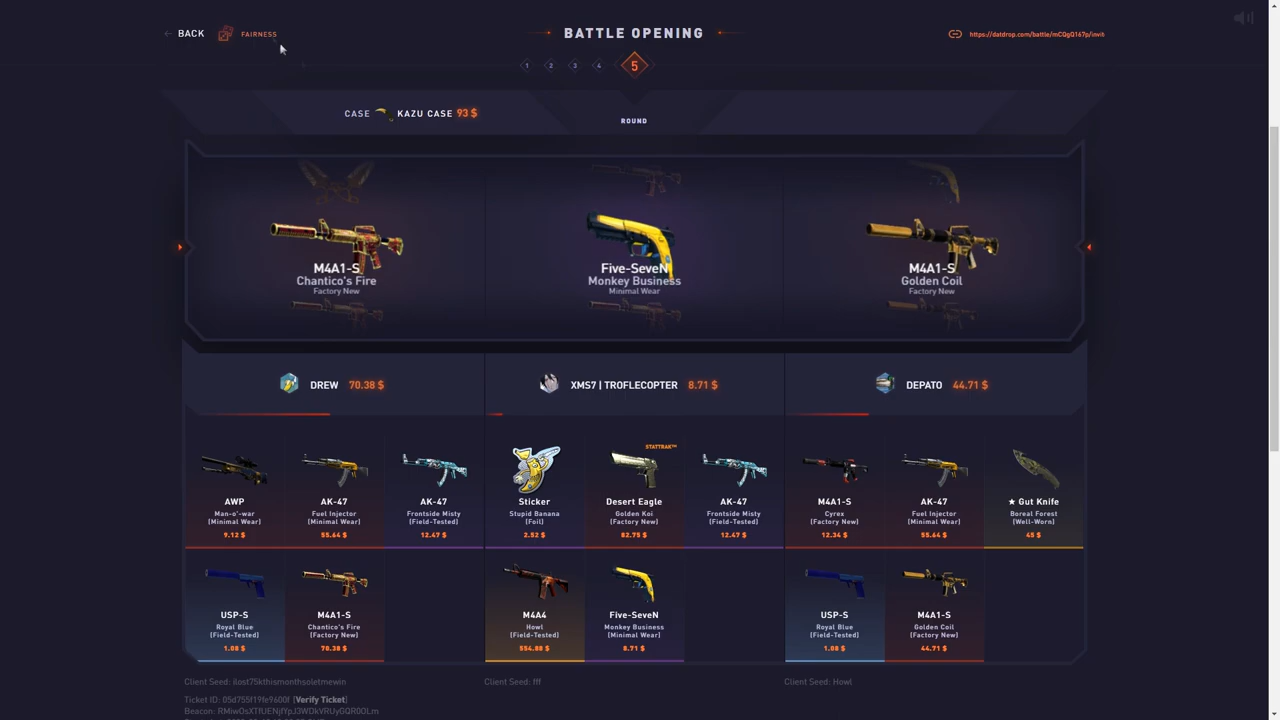 BACK
FAIRNESS
BATTLE OPENING
https://datdrop.com/battle/mCQgQ167p/invit
1 2 3 4 5
CASE KAZU CASE 93 $
ROUND
M4A1-S
Chantico's Fire
Factory New
Five-SeveN
Monkey Business
Minimal Wear
M4A1-S
Golden Coil
Factory New
DREW 70.38 $
XMS7 | TROFLECOPTER 8.71 $
DEPATO 44.71 $
AWP
Man-o'-war
(Minimal Wear)
9.12 $
AK-47
Fuel Injector
(Minimal Wear)
55.64 $
AK-47
Frontside Misty
(Field-Tested)
12.47 $
Sticker
Stupid Banana
(Foil)
2.52 $
STATTRAK™
Desert Eagle
Golden Koi
(Factory New)
82.75 $
AK-47
Frontside Misty
(Field-Tested)
12.47 $
M4A1-S
Cyrex
(Factory New)
12.34 $
AK-47
Fuel Injector
(Minimal Wear)
55.64 $
★ Gut Knife
Boreal Forest
(Well-Worn)
45 $
USP-S
Royal Blue
(Field-Tested)
1.08 $
M4A1-S
Chantico's Fire
(Factory New)
70.38 $
M4A4
Howl
(Field-Tested)
554.88 $
Five-SeveN
Monkey Business
(Minimal Wear)
8.71 $
USP-S
Royal Blue
(Field-Tested)
1.08 $
M4A1-S
Golden Coil
(Factory New)
44.71 $
Client Seed: ilost75kthismonthsoletmewin
Client Seed: fff
Client Seed: Howl
Ticket ID: 05d755f19fe9600f (Verify Ticket)
Beacon: RMiwOsXTfUENjfYpJ3WDkVRUyGQR0OLm